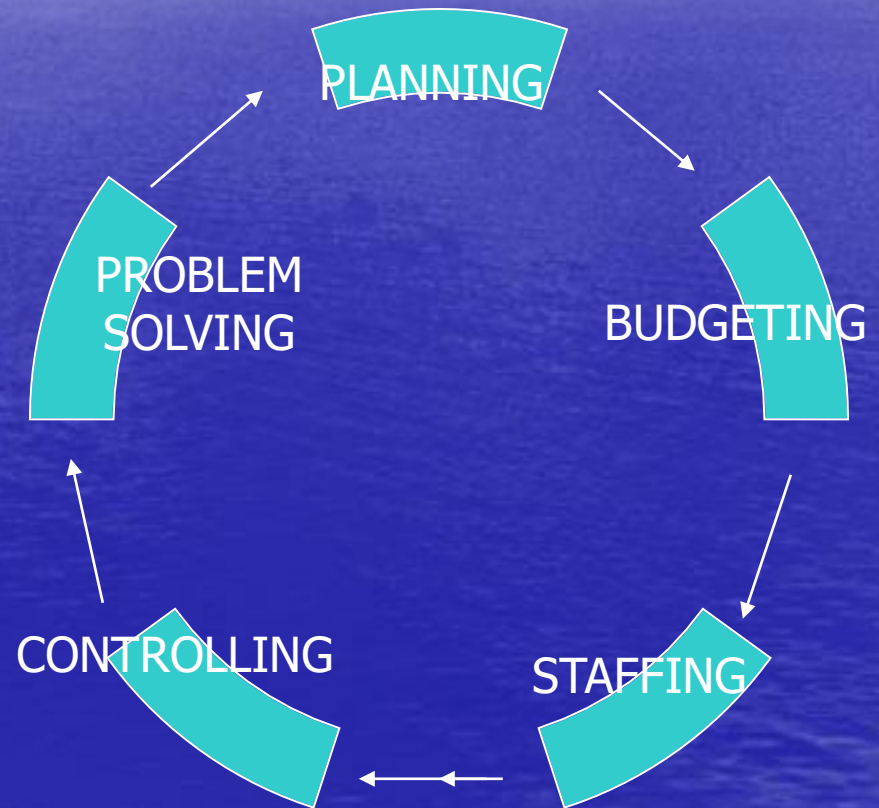 PLANNING
BUDGETING
STAFFING
CONTROLLING
PROBLEM
SOLVING